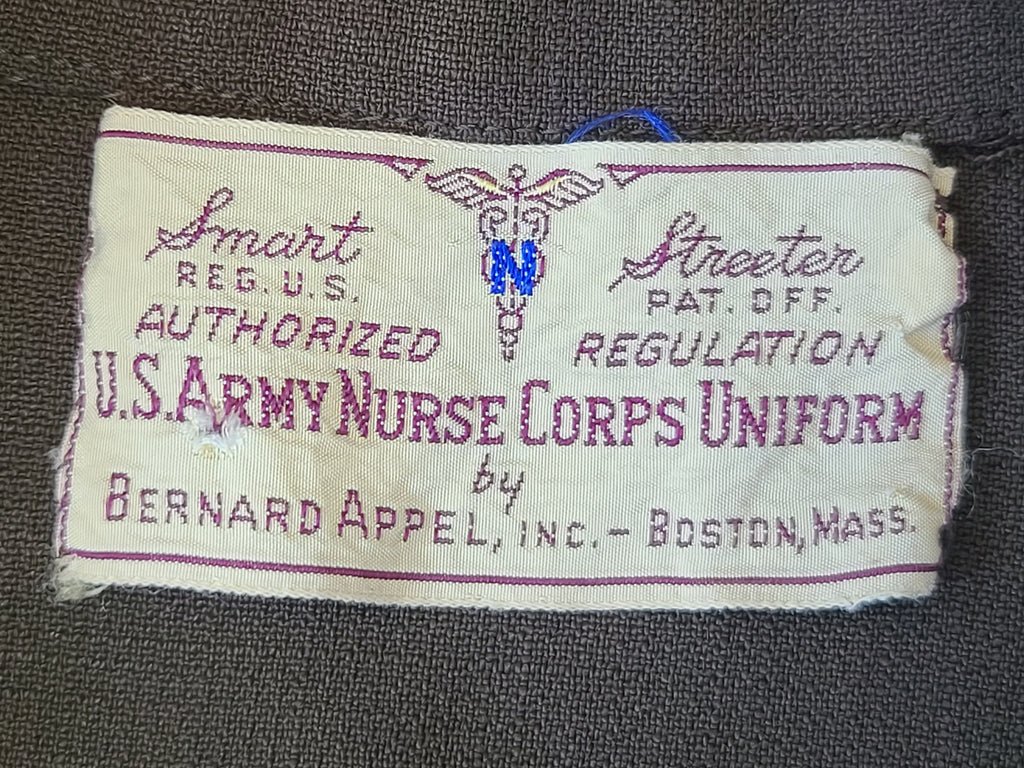 Smart N Streeter
REG. U.S. PAT. OFF.
AUTHORIZED REGULATION
U.S. ARMY NURSE CORPS UNIFORM
by
BERNARD APPEL, INC. - BOSTON, MASS.